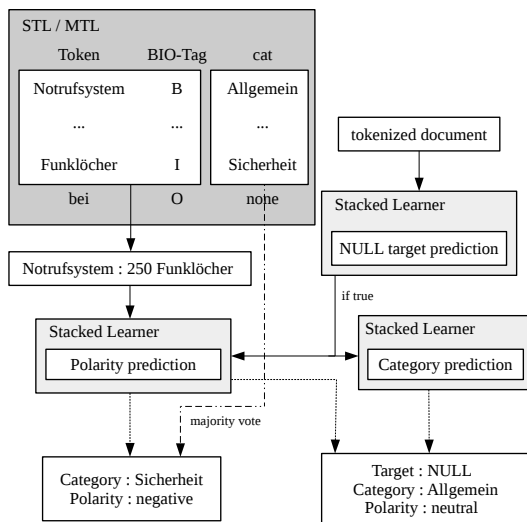 STL / MTL
Token BIO-Tag cat
Notrufsystem B Allgemein
... ... ...
Funklöcher I Sicherheit
bei O none
tokenized document
Stacked Learner
NULL target prediction
Notrufsystem : 250 Funklöcher
if true
Stacked Learner
Polarity prediction
Stacked Learner
Category prediction
majority vote
Category : Sicherheit
Polarity : negative
Target : NULL
Category : Allgemein
Polarity : neutral